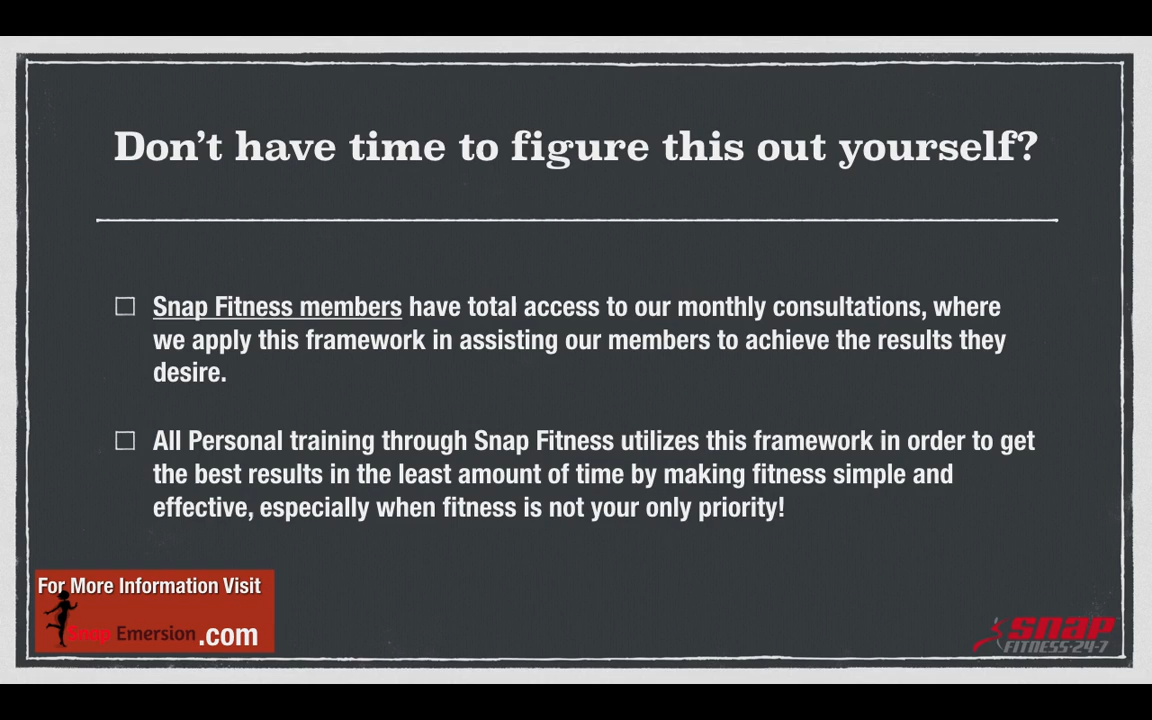 Don’t have time to figure this out yourself?
Snap Fitness members have total access to our monthly consultations, where
we apply this framework in assisting our members to achieve the results they
desire.
All Personal training through Snap Fitness utilizes this framework in order to get
the best results in the least amount of time by making fitness simple and
effective, especially when fitness is not your only priority!
For More Information Visit
Snap Emersion .com
snap
FITNESS-24-7